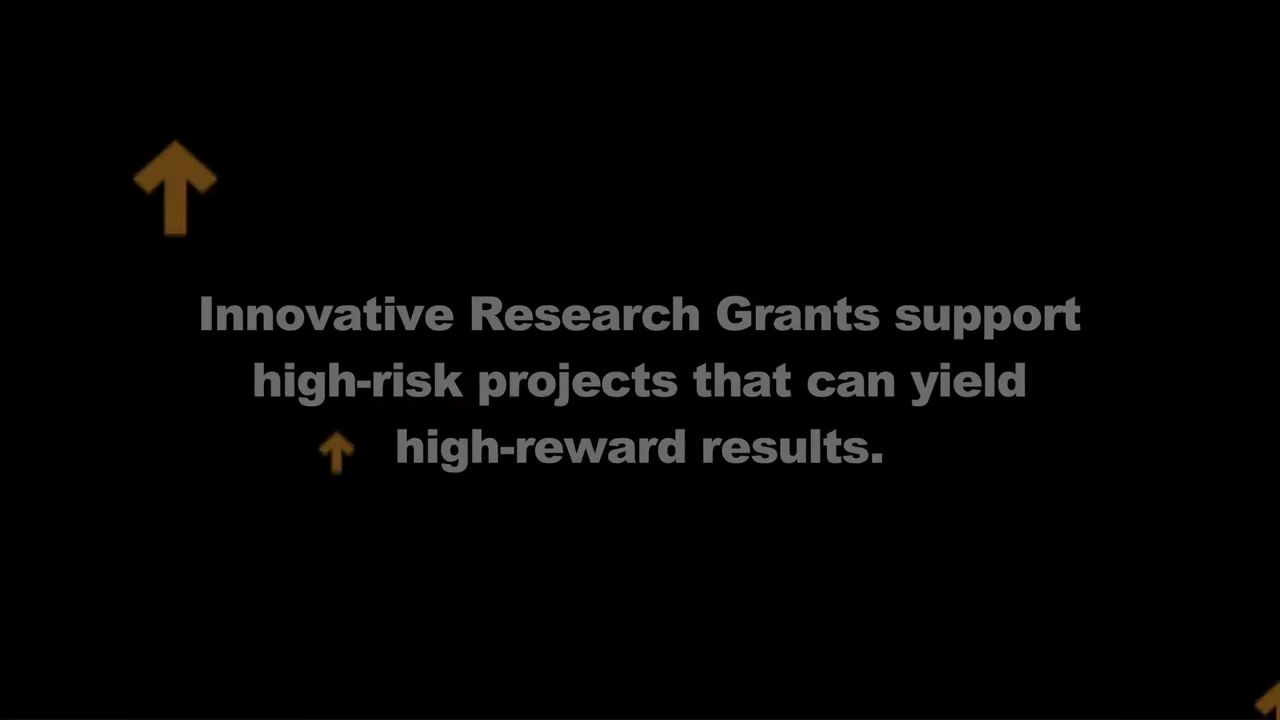 Innovative Research Grants support
high-risk projects that can yield
high-reward results.